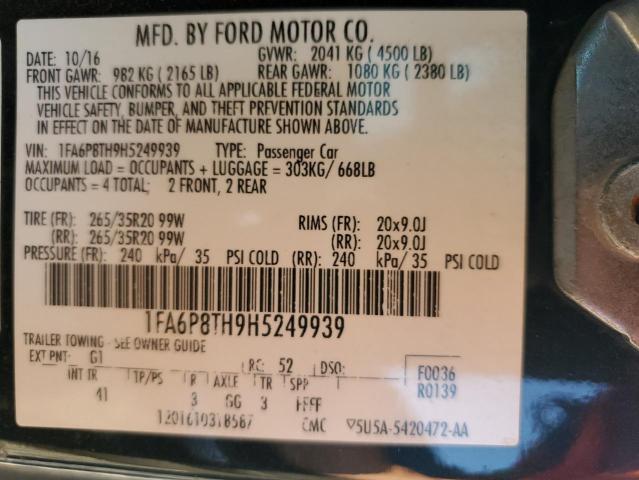 MFD. BY FORD MOTOR CO.
DATE: 10/16 GVWR: 2041 KG ( 4500 LB)
FRONT GAWR: 982 KG ( 2165 LB) REAR GAWR: 1080 KG ( 2380 LB)
THIS VEHICLE CONFORMS TO ALL APPLICABLE FEDERAL MOTOR
VEHICLE SAFETY, BUMPER, AND THEFT PREVENTION STANDARDS
IN EFFECT ON THE DATE OF MANUFACTURE SHOWN ABOVE.
VIN: 1FA6P8TH9H5249939 TYPE: Passenger Car
MAXIMUM LOAD = OCCUPANTS + LUGGAGE = 303KG/ 668LB
OCCUPANTS = 4 TOTAL; 2 FRONT, 2 REAR
TIRE (FR): 265/35R20 99W RIMS (FR): 20x9.0J
(RR): 265/35R20 99W (RR): 20x9.0J
PRESSURE (FR): 240 kPa/ 35 PSI COLD (RR): 240 kPa/ 35 PSI COLD
1FA6P8TH9H5249939
TRAILER TOWING - SEE OWNER GUIDE
EXT PNT: G1 RC: 52 DSO: F0036
INT TR TP/PS R AXLE TR SPR R0139
41 3 GG 3 FFFF
CMC ▽5U5A-5420472-AA